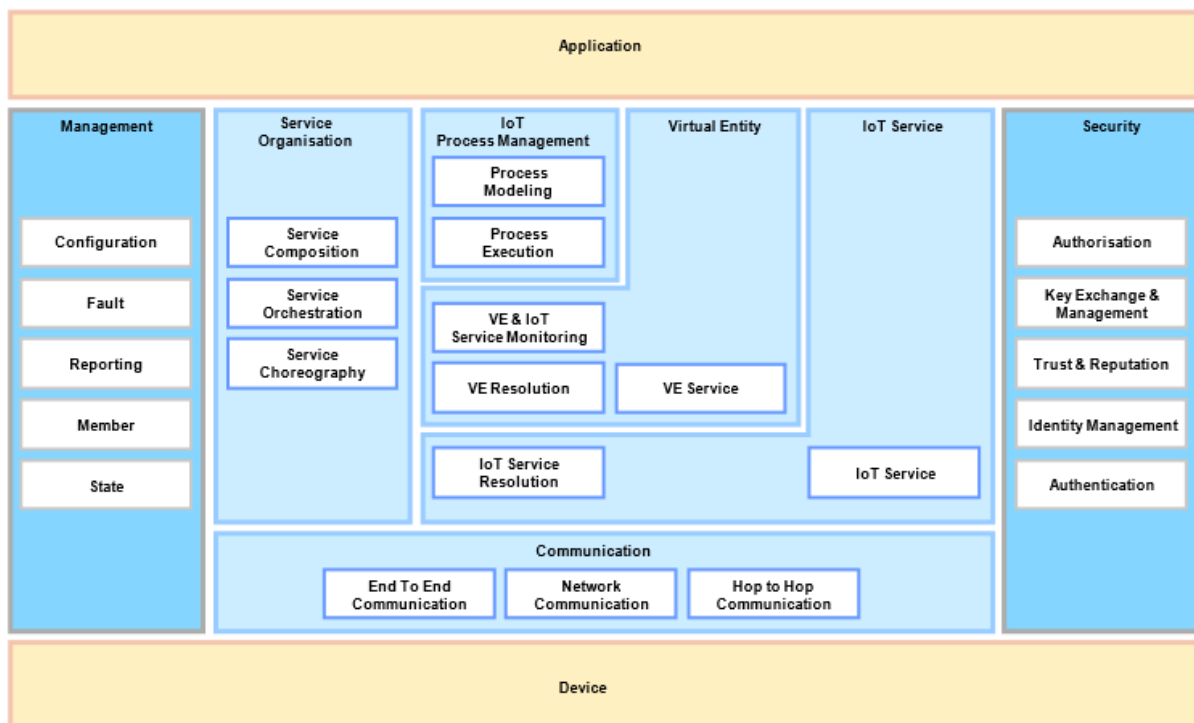 Application
Management
Configuration
Fault
Reporting
Member
State
Service
Organisation
Service
Composition
Service
Orchestration
Service
Choreography
IoT
Process Management
Process
Modeling
Process
Execution
Virtual Entity
VE & IoT
Service Monitoring
VE Resolution
VE Service
IoT Service
IoT Service
Resolution
IoT Service
Security
Authorisation
Key Exchange &
Management
Trust & Reputation
Identity Management
Authentication
Communication
End To End
Communication
Network
Communication
Hop to Hop
Communication
Device